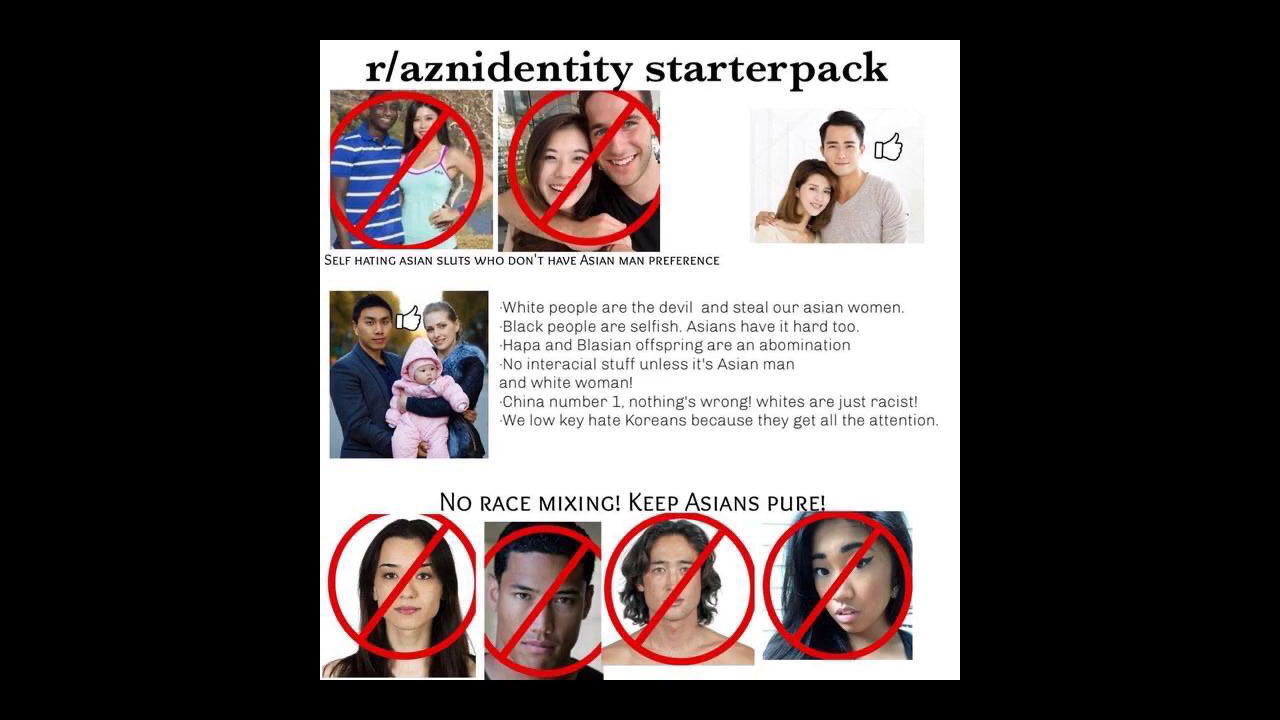 r/aznidentity starterpack
Self hating asian sluts who don't have Asian man preference
·White people are the devil  and steal our asian women.
·Black people are selfish. Asians have it hard too.
·Hapa and Blasian offspring are an abomination
·No interacial stuff unless it's Asian man
and white woman!
·China number 1, nothing's wrong! whites are just racist!
·We low key hate Koreans because they get all the attention.
No race mixing! Keep Asians pure!